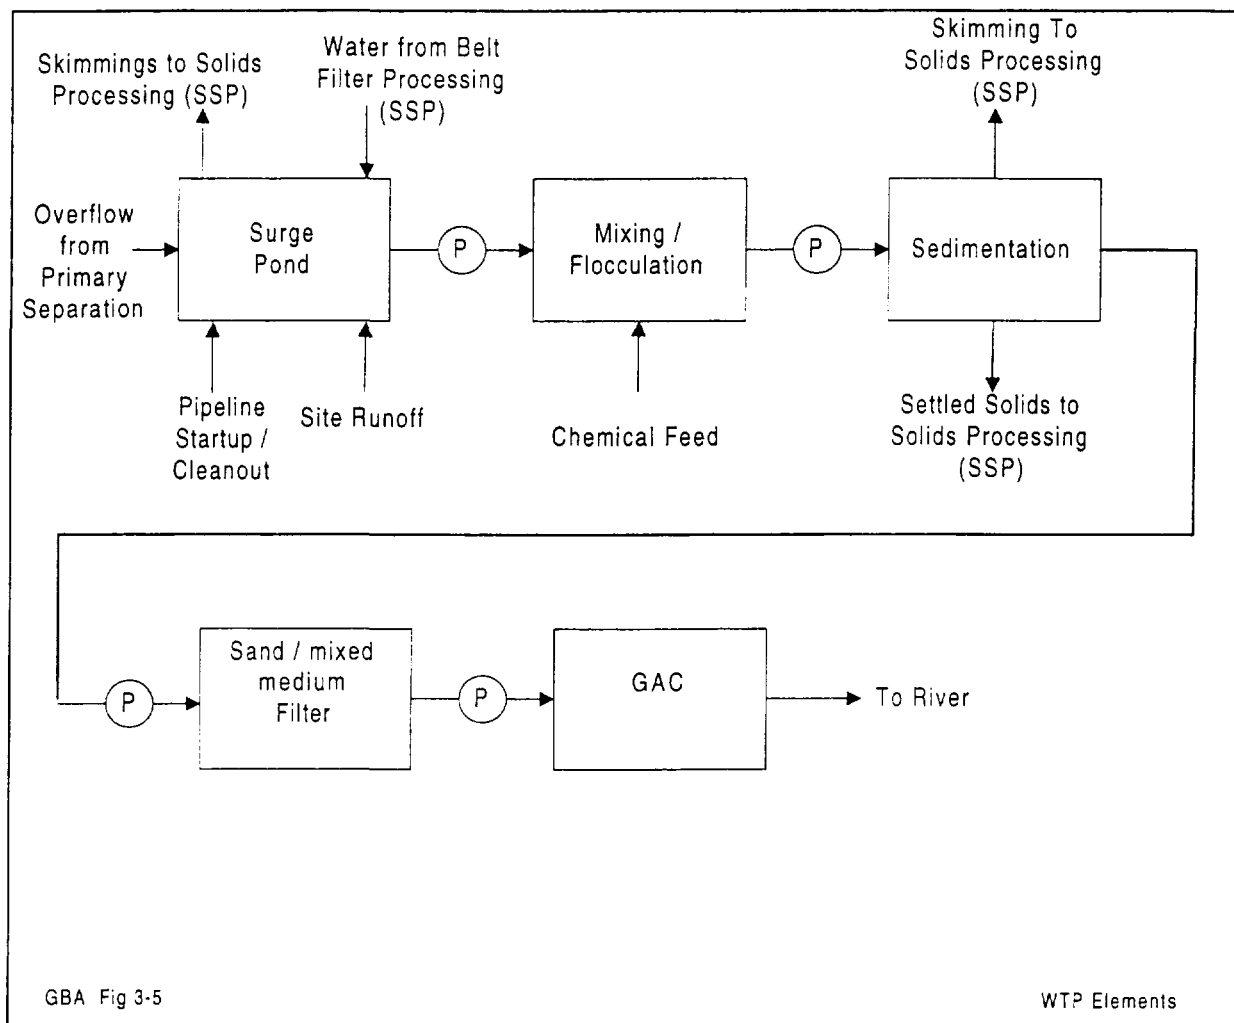 Skimmings to Solids
Processing (SSP)
Water from Belt
Filter Processing
(SSP)
Skimming To
Solids Processing
(SSP)
Overflow
from
Primary
Separation
Surge
Pond
P
Mixing /
Flocculation
P
Sedimentation
Pipeline
Startup /
Cleanout
Site Runoff
Chemical Feed
Settled Solids to
Solids Processing
(SSP)
P
Sand / mixed
medium
Filter
P
GAC
To River
GBA Fig 3-5
WTP Elements